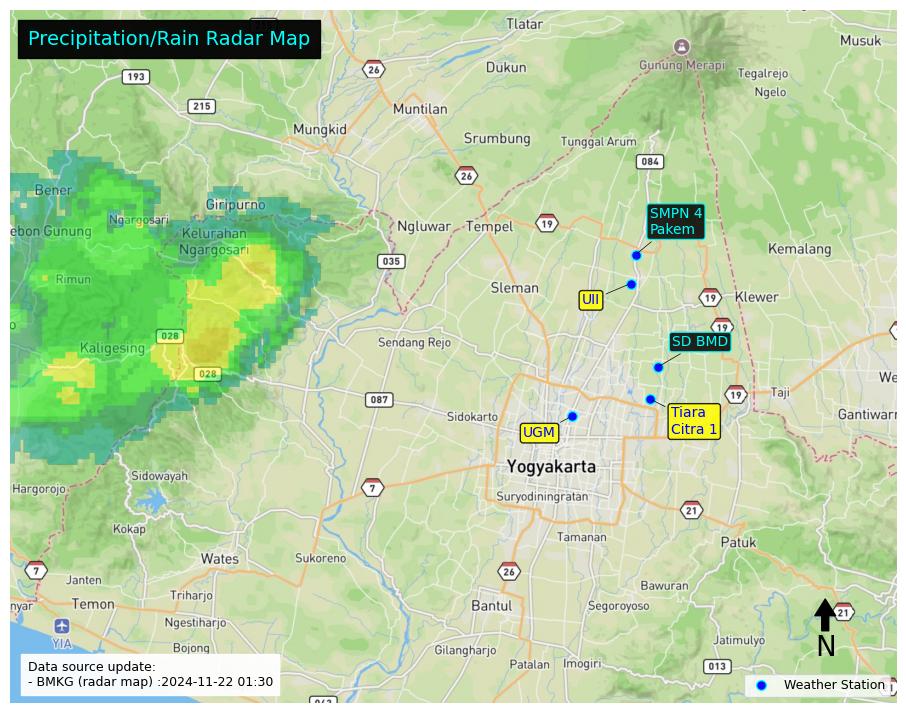 Precipitation/Rain Radar Map
Tlatar
Musuk
26
Dukun
Gunung Merapi
Tegalrejo
193
Ngelo
215
Muntilan
Mungkid
Srumbung
Tunggal Arum
084
26
Bener
Ngargosari
Giripurno
SMPN 4
Pakem
ebon Gunung
Kelurahan
Ngargosari
Ngluwar
Tempel
19
Kemalang
035
Rimun
Sleman
UII
19
Klewer
19
028
Kaligesing
Sendang Rejo
SD BMD
028
087
19
Taji
We
Sidokarto
Tiara
Citra 1
Gantiwarn
UGM
Yogyakarta
Sidowayah
Hargorojo
7
Suryodiningratan
21
Kokap
Tamanan
Patuk
Wates
Sukoreno
7
26
Janten
Bawuran
Triharjo
nyar
Temon
Bantul
Segoroyoso
21
Ngestiharjo
YIA
N
Jatimulyo
Bojong
Gilangharjo
Patalan
Imogiri
013
Data source update:
- BMKG (radar map) :2024-11-22 01:30
Weather Station